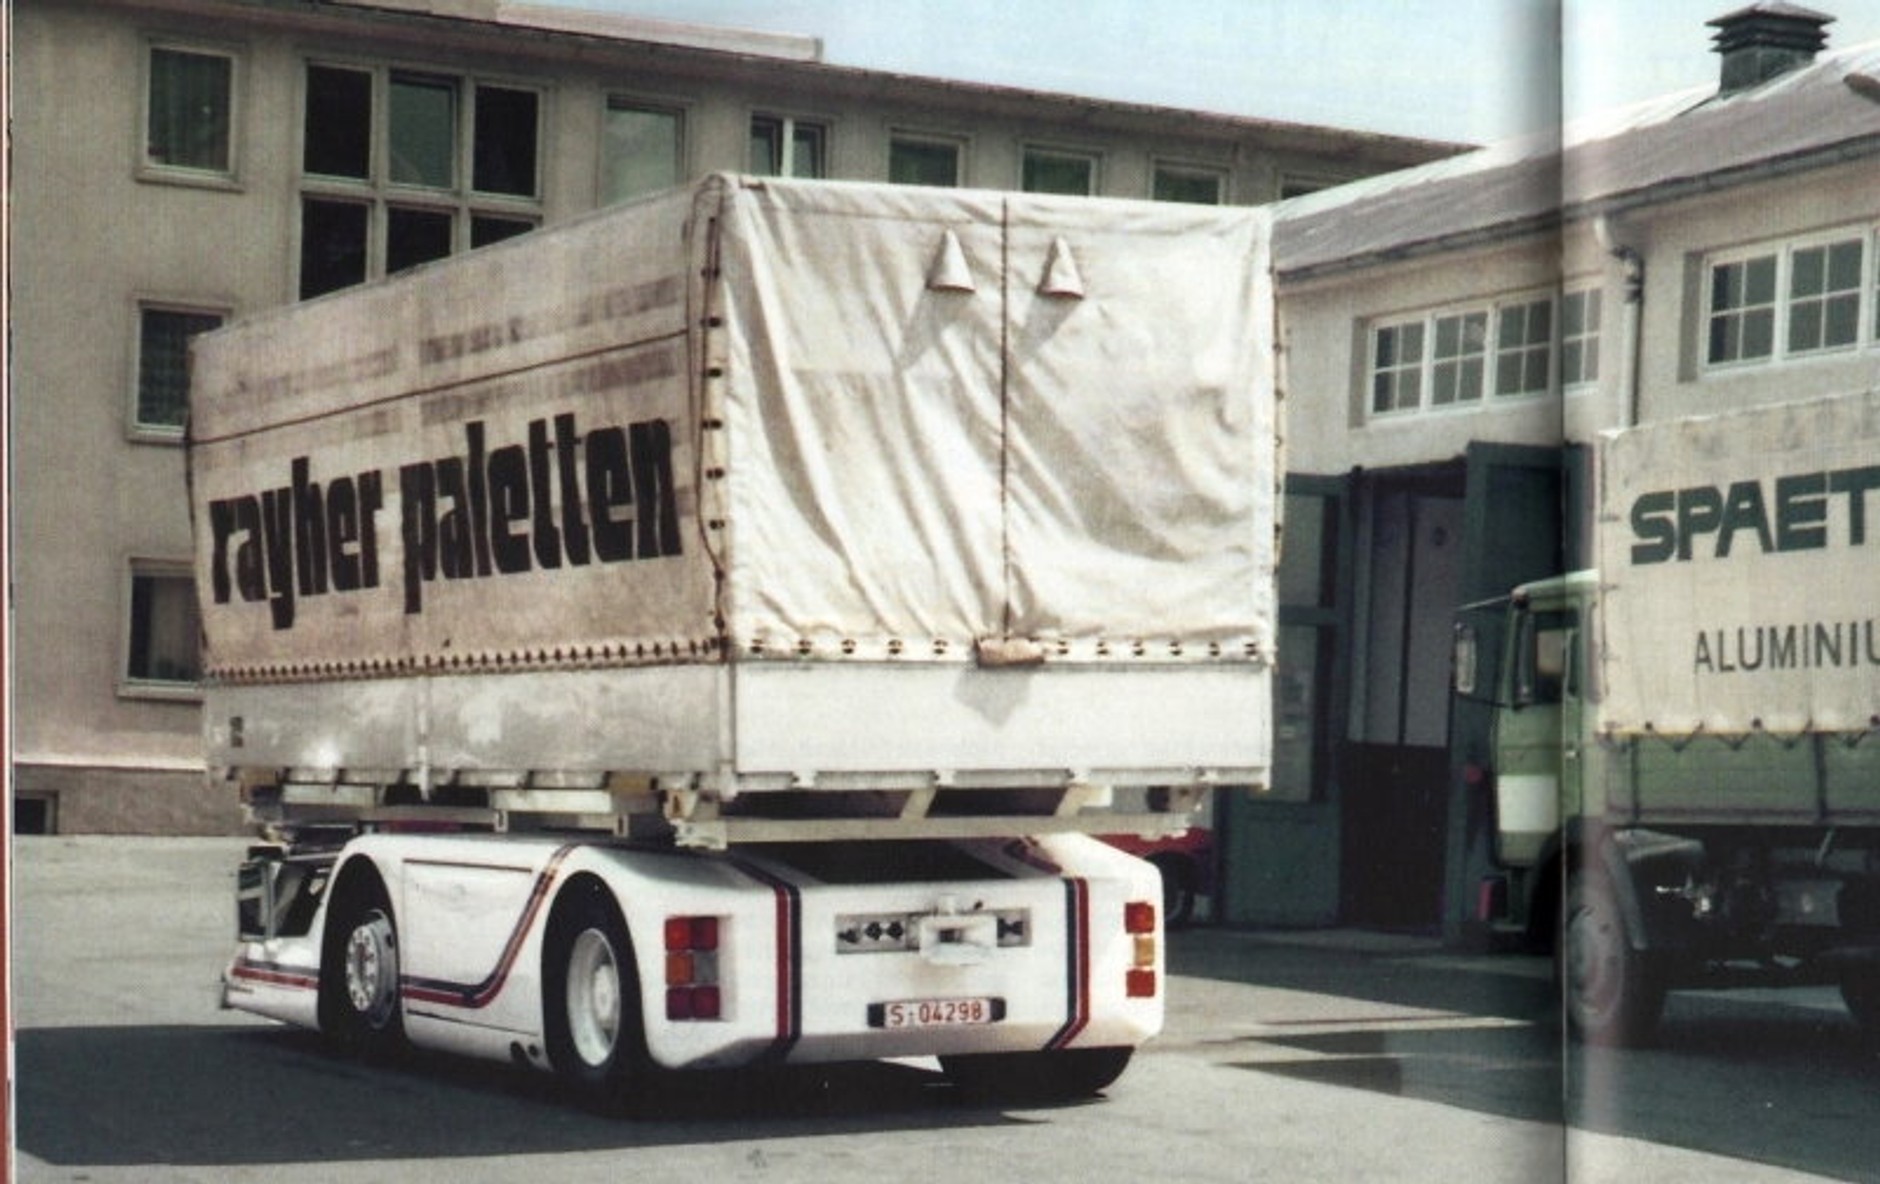 rayher paletten
SPAET
ALUMINIU
S-04298